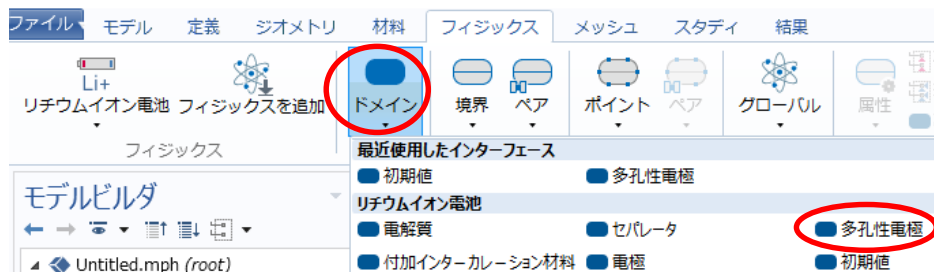 ファイル モデル 定義 ジオメトリ 材料 フィジックス メッシュ スタディ 結果
Li+
リチウムイオン電池 フィジックスを追加 ドメイン 境界 ペア ポイント ペア グローバル 属性
フィジックス
最近使用したインターフェース
初期値 多孔性電極
モデルビルダ
リチウムイオン電池
電解質 セパレータ 多孔性電極
付加インターカレーション材料 電極 初期値
Untitled.mph (root)